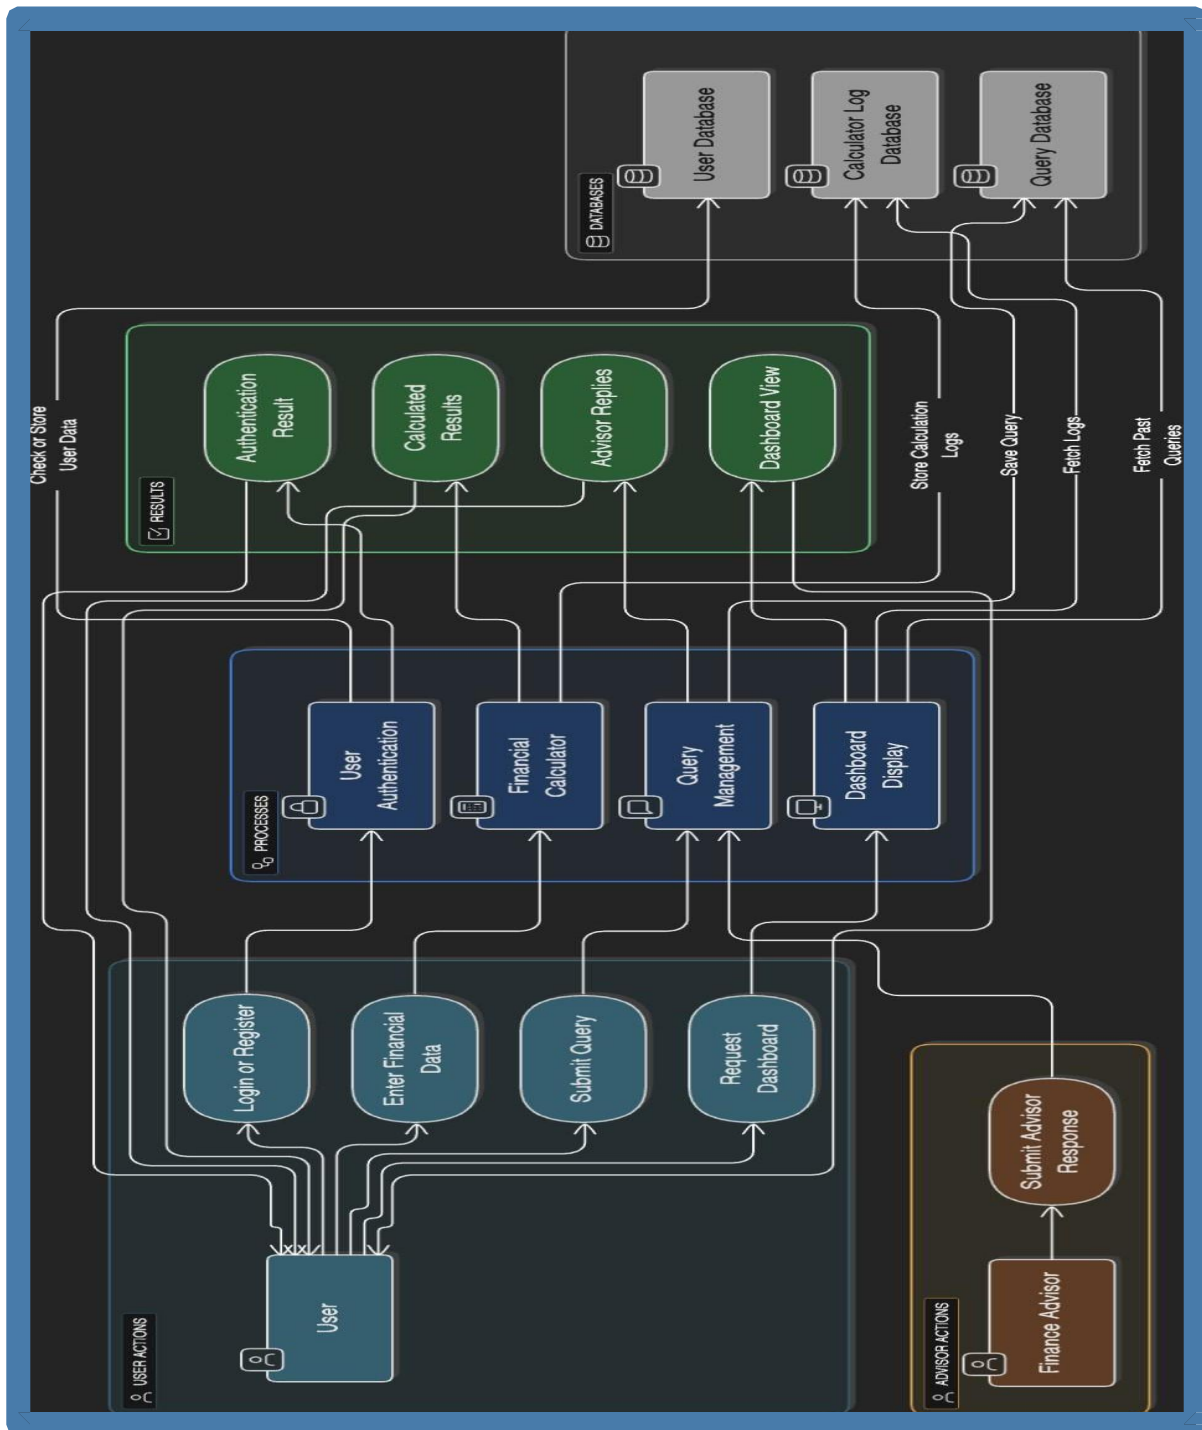 USER ACTIONS
User
Login or Register
Enter Financial
Data
Submit Query
Request
Dashboard
ADVISOR ACTIONS
Finance Advisor
Submit Advisor
Response
PROCESSES
User
Authentication
Financial
Calculator
Query
Management
Dashboard
Display
RESULTS
Authentication
Result
Calculated
Results
Advisor Replies
Dashboard View
Check or Store
User Data
Store Calculation
Logs
Save Query
Fetch Logs
Fetch Past
Queries
DATABASES
User Database
Calculator Log
Database
Query Database